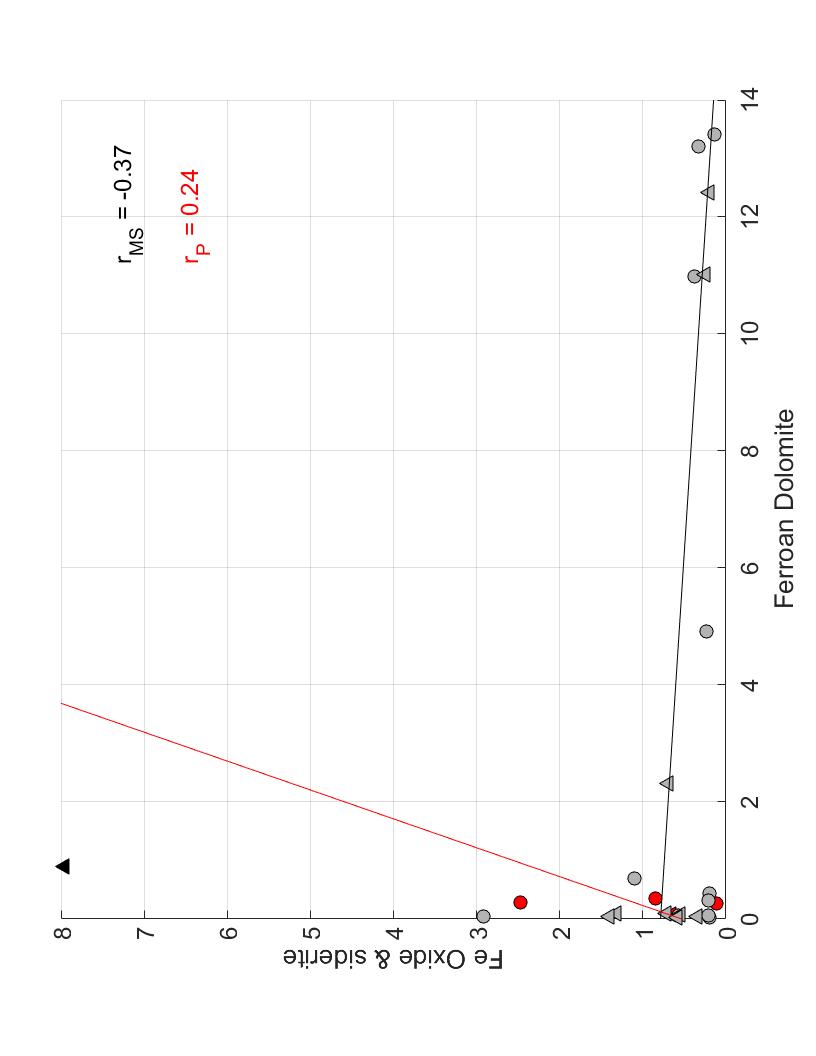 8
7
6
5
4
3
2
1
0
0 2 4 6 8 10 12 14
Fe Oxide & siderite
Ferroan Dolomite
r_MS = -0.37
r_P = 0.24